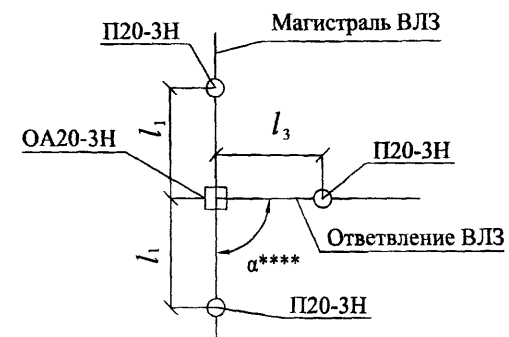 П20-3Н
Магистраль ВЛЗ
l₁
l₃
ОА20-3Н
П20-3Н
Ответвление ВЛЗ
l₁
α****
П20-3Н